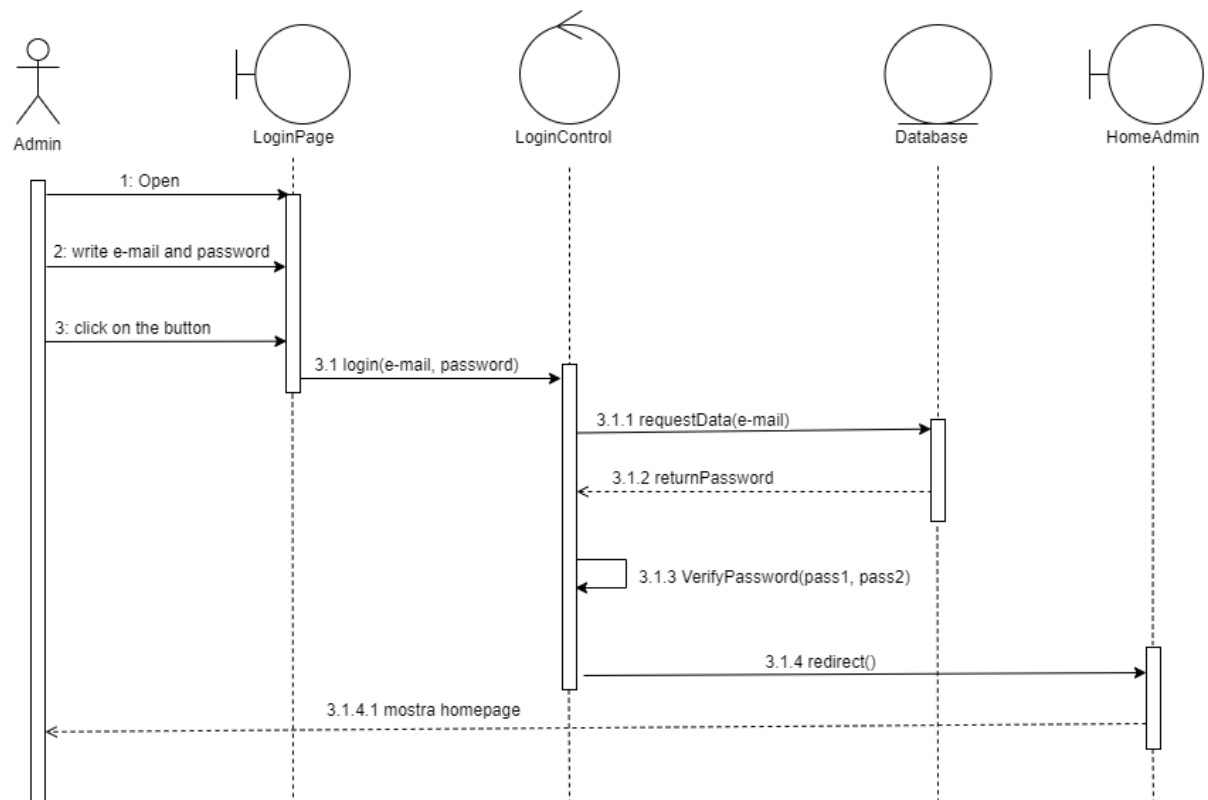 Admin
LoginPage
LoginControl
Database
HomeAdmin
1: Open
2: write e-mail and password
3: click on the button
3.1 login(e-mail, password)
3.1.1 requestData(e-mail)
3.1.2 returnPassword
3.1.3 VerifyPassword(pass1, pass2)
3.1.4 redirect()
3.1.4.1 mostra homepage